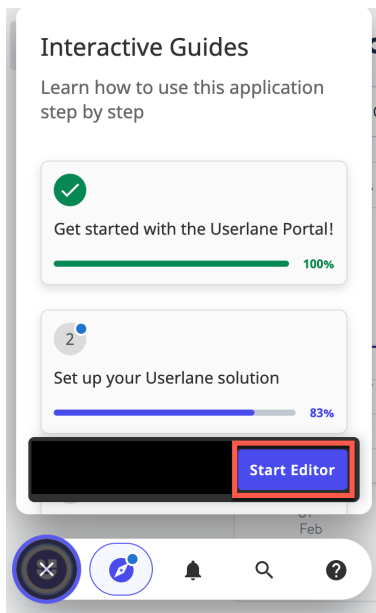 Interactive Guides
Learn how to use this application
step by step
Get started with the Userlane Portal!
100%
2
Set up your Userlane solution
83%
Start Editor
Feb